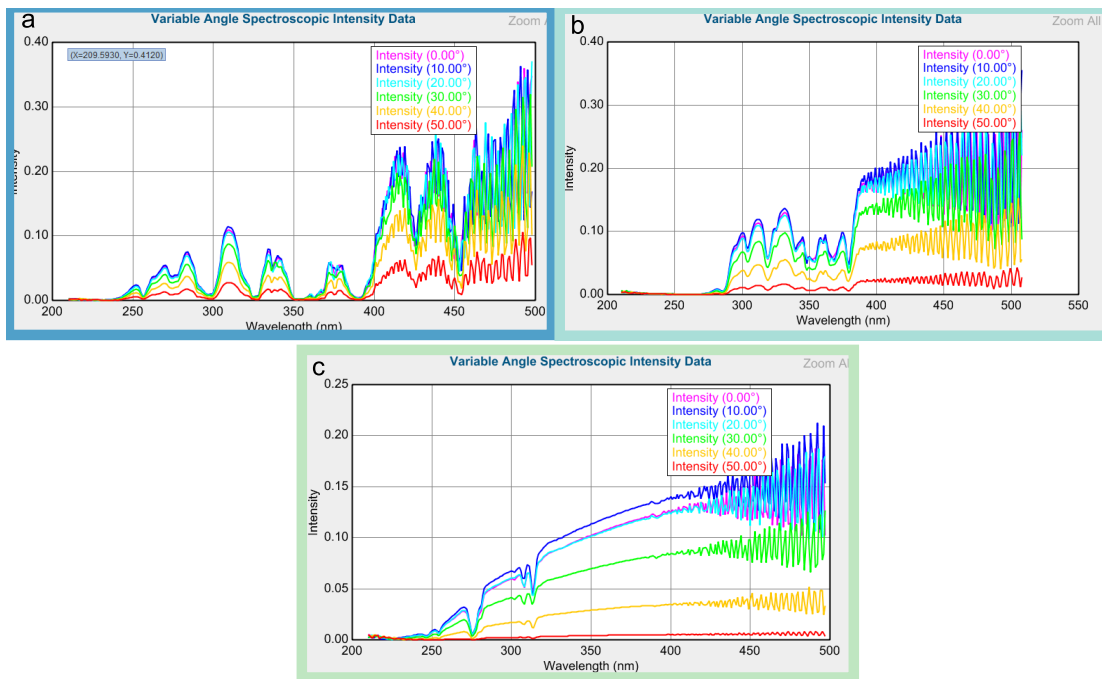 a
Variable Angle Spectroscopic Intensity Data
Zoom
0.40
0.30
0.20
0.10
0.00
(X=209.5930, Y=0.4120)
Intensity (0.00°)
Intensity (10.00°)
Intensity (20.00°)
Intensity (30.00°)
Intensity (40.00°)
Intensity (50.00°)
200 250 300 350 400 450 500
Wavelength (nm)
b
Variable Angle Spectroscopic Intensity Data
Zoom All
0.40
0.30
0.20
0.10
0.00
Intensity
Intensity (0.00°)
Intensity (10.00°)
Intensity (20.00°)
Intensity (30.00°)
Intensity (40.00°)
Intensity (50.00°)
200 250 300 350 400 450 500 550
Wavelength (nm)
c
Variable Angle Spectroscopic Intensity Data
Zoom Al
0.25
0.20
0.15
0.10
0.05
0.00
Intensity
Intensity (0.00°)
Intensity (10.00°)
Intensity (20.00°)
Intensity (30.00°)
Intensity (40.00°)
Intensity (50.00°)
200 250 300 350 400 450 500
Wavelength (nm)